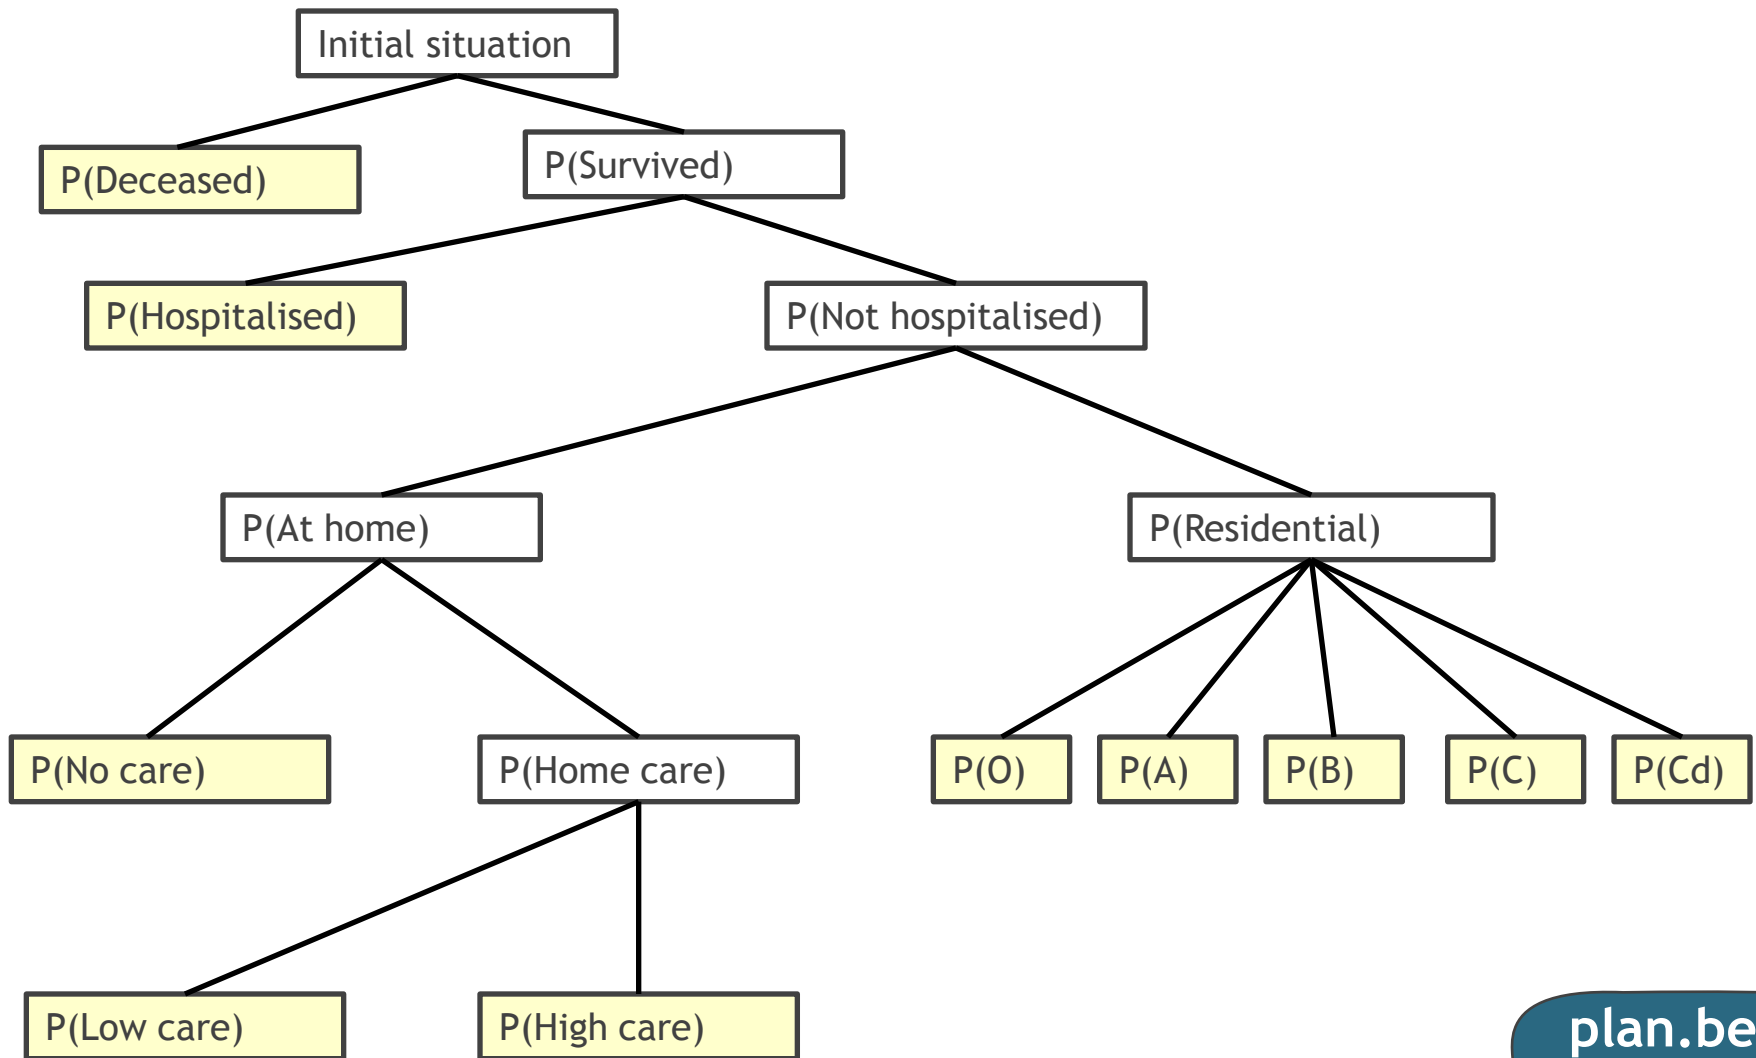 Initial situation
P(Deceased)
P(Survived)
P(Hospitalised)
P(Not hospitalised)
P(At home)
P(Residential)
P(No care)
P(Home care)
P(O)
P(A)
P(B)
P(C)
P(Cd)
P(Low care)
P(High care)
plan.be